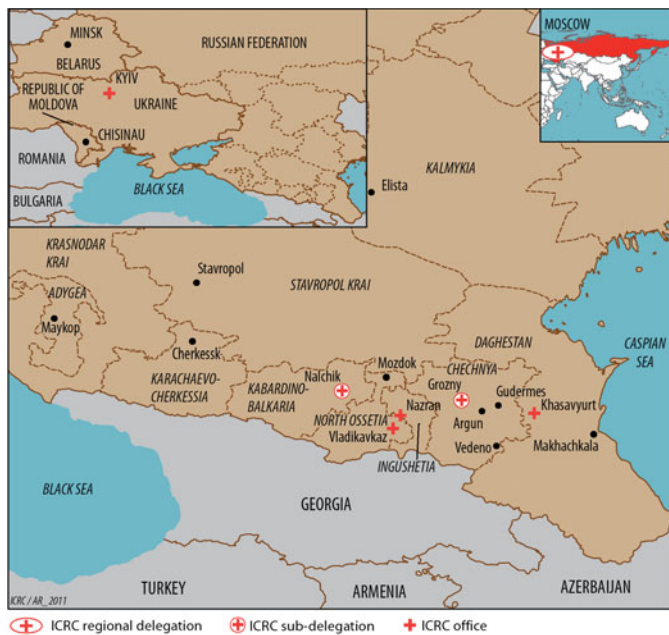 MINSK
BELARUS
RUSSIAN FEDERATION
KYIV
REPUBLIC OF
MOLDOVA
UKRAINE
CHISINAU
ROMANIA
BLACK SEA
BULGARIA
MOSCOW
KALMYKIA
Elista
KRASNODAR
KRAI
ADYGEA
Maykop
Stavropol
STAVROPOL KRAI
Cherkessk
KARACHAEVO-
CHERKESSIA
DAGHESTAN
CASPIAN
SEA
Nalchik
KABARDINO-
BALKARIA
Mozdok
CHECHNYA
Grozny
Gudermes
Nazran
Khasavyurt
NORTH OSSETIA
Vladikavkaz
Argun
Vedeno
Makhachkala
INGUSHETIA
BLACK SEA
GEORGIA
TURKEY
ARMENIA
AZERBAIJAN
ICRC / AR_2011
ICRC regional delegation
ICRC sub-delegation
ICRC office